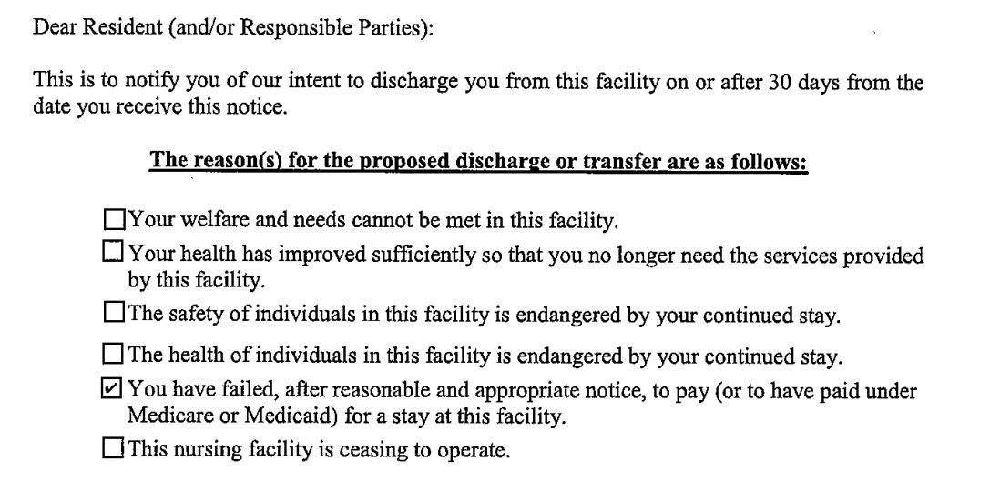 Dear Resident (and/or Responsible Parties):
This is to notify you of our intent to discharge you from this facility on or after 30 days from the
date you receive this notice.
The reason(s) for the proposed discharge or transfer are as follows:
☐Your welfare and needs cannot be met in this facility.
☐Your health has improved sufficiently so that you no longer need the services provided
by this facility.
☐The safety of individuals in this facility is endangered by your continued stay.
☐The health of individuals in this facility is endangered by your continued stay.
☑You have failed, after reasonable and appropriate notice, to pay (or to have paid under
Medicare or Medicaid) for a stay at this facility.
☐This nursing facility is ceasing to operate.